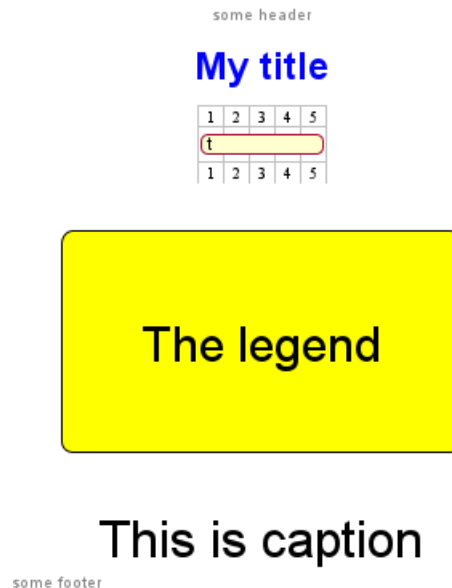 some header
My title
1 2 3 4 5
t
1 2 3 4 5
The legend
This is caption
some footer